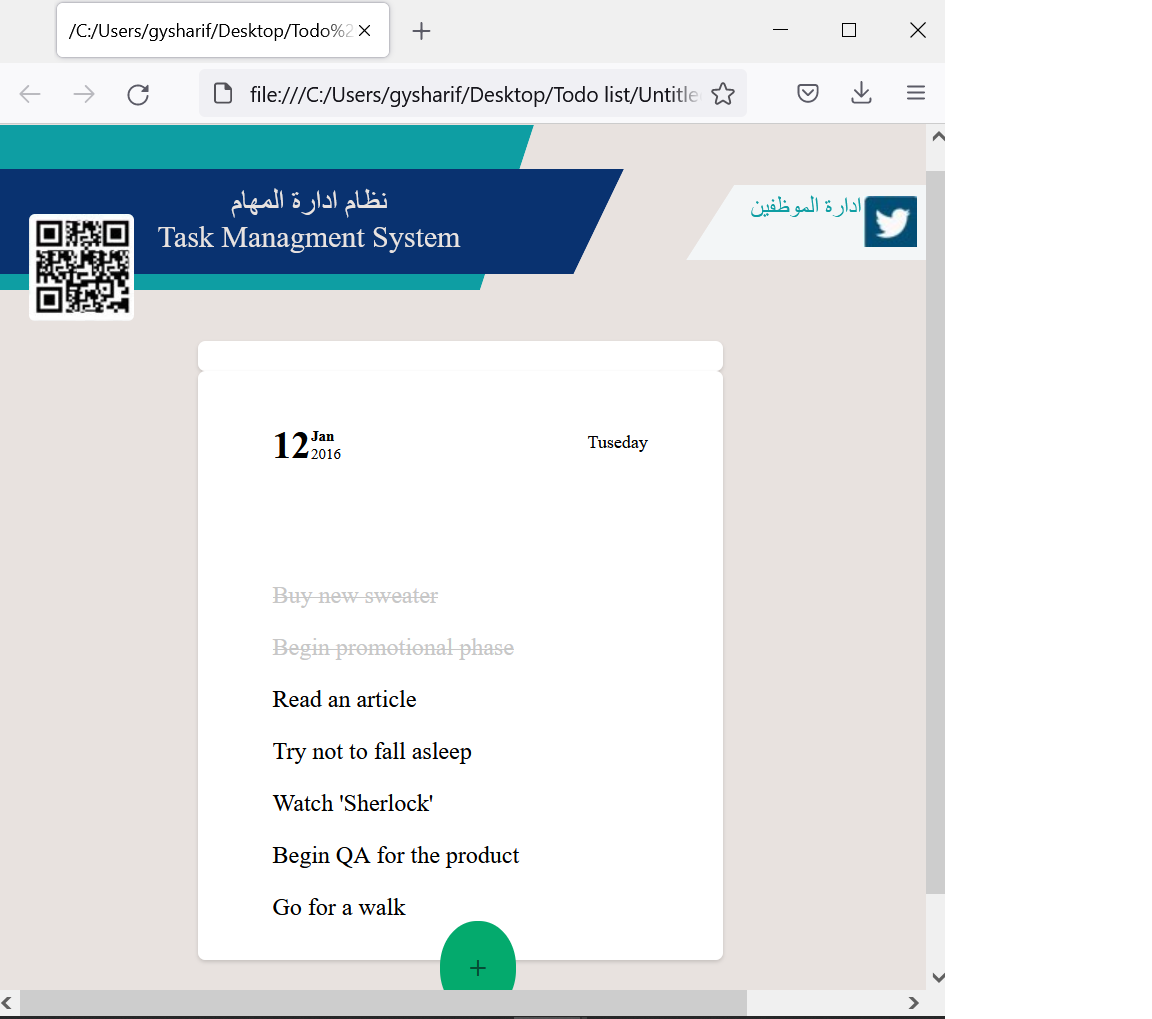 /C:/Users/gysharif/Desktop/Todo%2
file:///C:/Users/gysharif/Desktop/Todo list/Untitle
نظام ادارة المهام
Task Managment System
ادارة الموظفين
12 Jan
2016
Tuseday
Buy new sweater
Begin promotional phase
Read an article
Try not to fall asleep
Watch 'Sherlock'
Begin QA for the product
Go for a walk
+